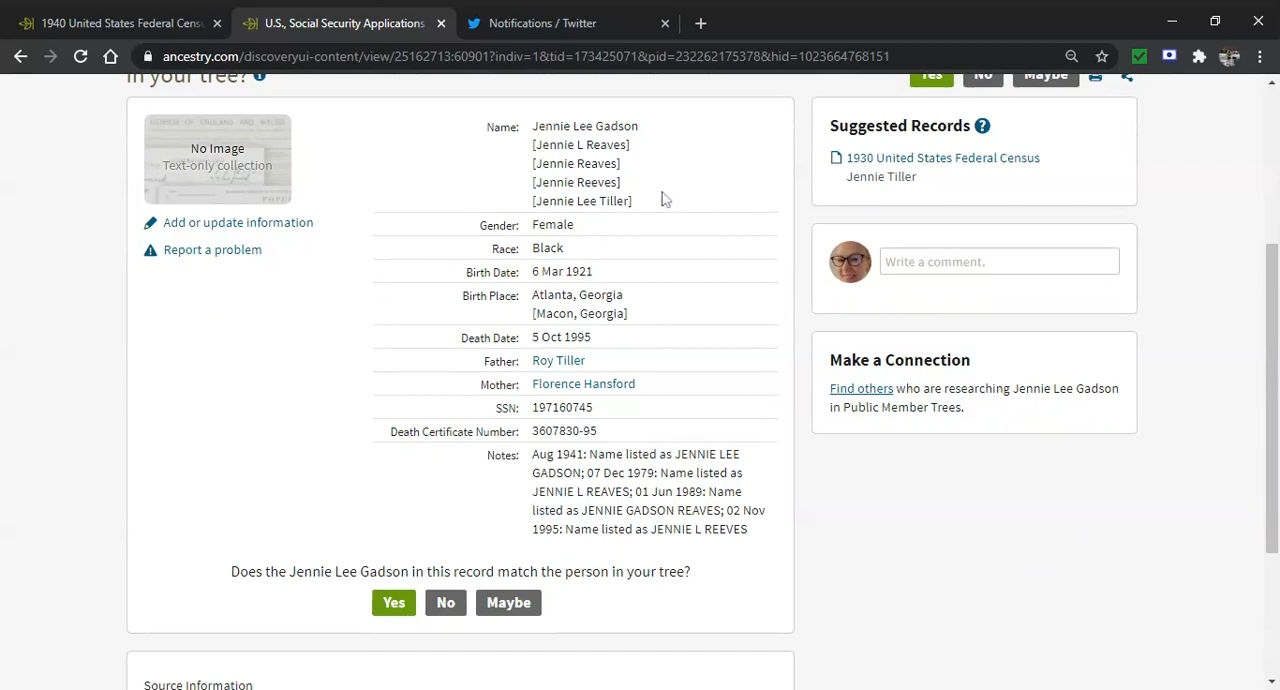 1940 United States Federal Censu
U.S., Social Security Applications
Notifications / Twitter
ancestry.com/discoveryui-content/view/25162713:60901?indiv=1&tid=173425071&pid=232262175378&hid=1023664768151
in your tree?
Yes No Maybe
No Image
Text-only collection
Add or update information
Report a problem
Name: Jennie Lee Gadson
[Jennie L Reaves]
[Jennie Reaves]
[Jennie Reeves]
[Jennie Lee Tiller]
Gender: Female
Race: Black
Birth Date: 6 Mar 1921
Birth Place: Atlanta, Georgia
[Macon, Georgia]
Death Date: 5 Oct 1995
Father: Roy Tiller
Mother: Florence Hansford
SSN: 197160745
Death Certificate Number: 3607830-95
Notes: Aug 1941: Name listed as JENNIE LEE
GADSON; 07 Dec 1979: Name listed as
JENNIE L REAVES; 01 Jun 1989: Name
listed as JENNIE GADSON REAVES; 02 Nov
1995: Name listed as JENNIE L REEVES
Does the Jennie Lee Gadson in this record match the person in your tree?
Yes No Maybe
Source Information
Suggested Records ?
1930 United States Federal Census
Jennie Tiller
Write a comment.
Make a Connection
Find others who are researching Jennie Lee Gadson
in Public Member Trees.